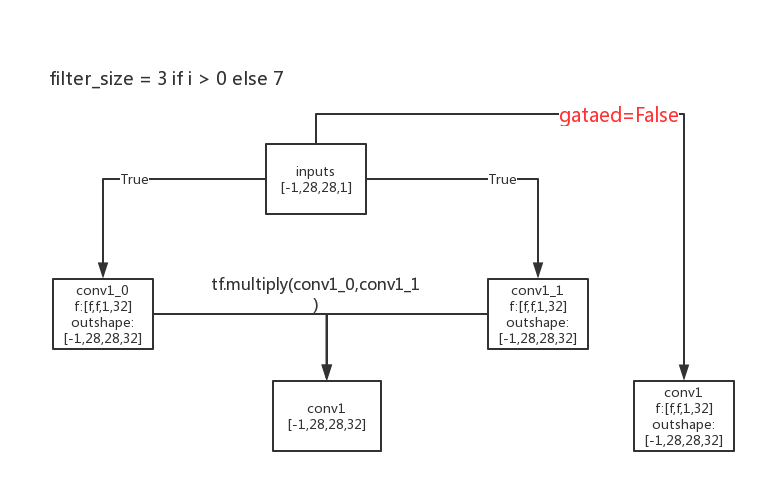 filter_size = 3 if i > 0 else 7
gataed=False
inputs
[-1,28,28,1]
True
True
conv1_0
f:[f,f,1,32]
outshape:
[-1,28,28,32]
tf.multiply(conv1_0,conv1_1
)
conv1_1
f:[f,f,1,32]
outshape:
[-1,28,28,32]
conv1
[-1,28,28,32]
conv1
f:[f,f,1,32]
outshape:
[-1,28,28,32]